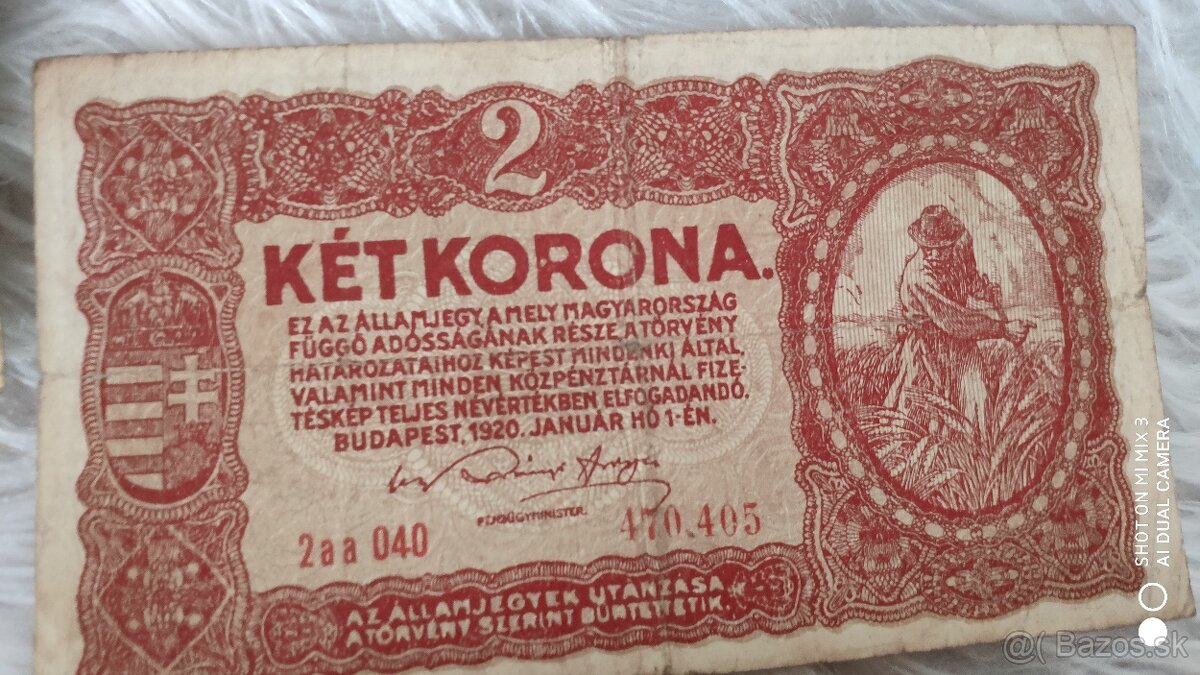 2
KÉT KORONA.
EZ AZ ÁLLAMJEGY, AMELY MAGYARORSZÁG
FÜGGŐ ADÓSSÁGÁNAK RÉSZE, A TÖRVÉNY
HATÁROZATAIHOZ KÉPEST MINDENKI ÁLTAL,
VALAMINT MINDEN KÖZPÉNZTÁRNÁL FIZE-
TÉSKÉP TELJES NÉVÉRTÉKBEN ELFOGADANDÓ.
BUDAPEST, 1920. JANUÁR HÓ 1-ÉN.
PÉNZÜGYMINISTER.
2aa 040
470.405
AZ ÁLLAMJEGYEK UTÁNZÁSA
A TÖRVÉNY SZERINT BÜNTETTETIK.
SHOT ON MI MIX 3
AI DUAL CAMERA
@( Bazos.sk